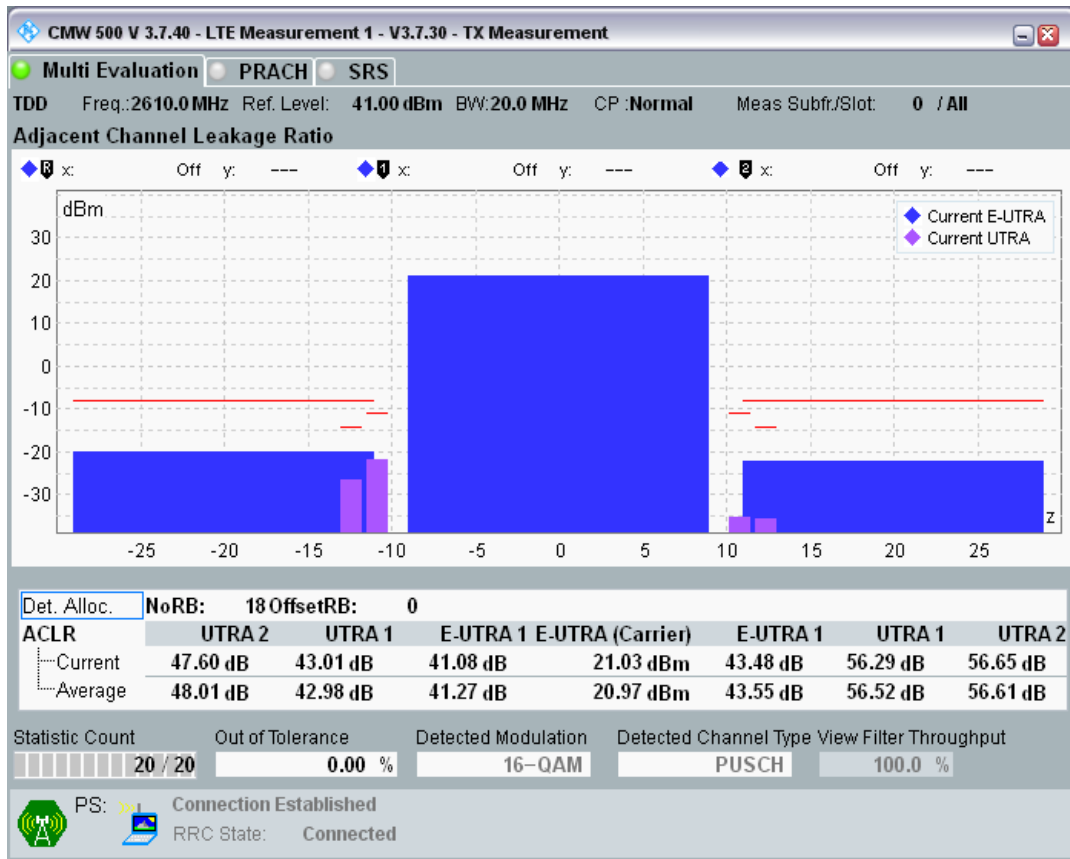 CMW 500 V 3.7.40 - LTE Measurement 1 - V3.7.30 - TX Measurement
Multi Evaluation PRACH SRS
TDD Freq.:2610.0 MHz Ref. Level: 41.00 dBm BW:20.0 MHz CP :Normal Meas Subfr./Slot: 0 / All
Adjacent Channel Leakage Ratio
R x: Off y: --- 1 x: Off y: --- 2 x: Off y: ---
dBm
Current E-UTRA
Current UTRA
30
20
10
0
-10
-20
-30
z
-25 -20 -15 -10 -5 0 5 10 15 20 25
Det. Alloc. NoRB: 18 OffsetRB: 0
ACLR UTRA 2 UTRA 1 E-UTRA 1 E-UTRA (Carrier) E-UTRA 1 UTRA 1 UTRA 2
Current 47.60 dB 43.01 dB 41.08 dB 21.03 dBm 43.48 dB 56.29 dB 56.65 dB
Average 48.01 dB 42.98 dB 41.27 dB 20.97 dBm 43.55 dB 56.52 dB 56.61 dB
Statistic Count Out of Tolerance Detected Modulation Detected Channel Type View Filter Throughput
20 / 20 0.00 % 16-QAM PUSCH 100.0 %
PS: Connection Established
RRC State: Connected